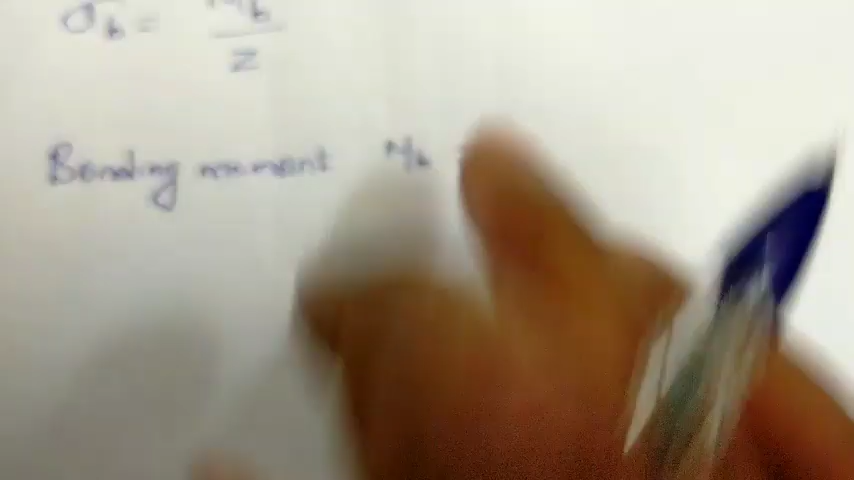 σb = Mb
z
Bending moment Mb